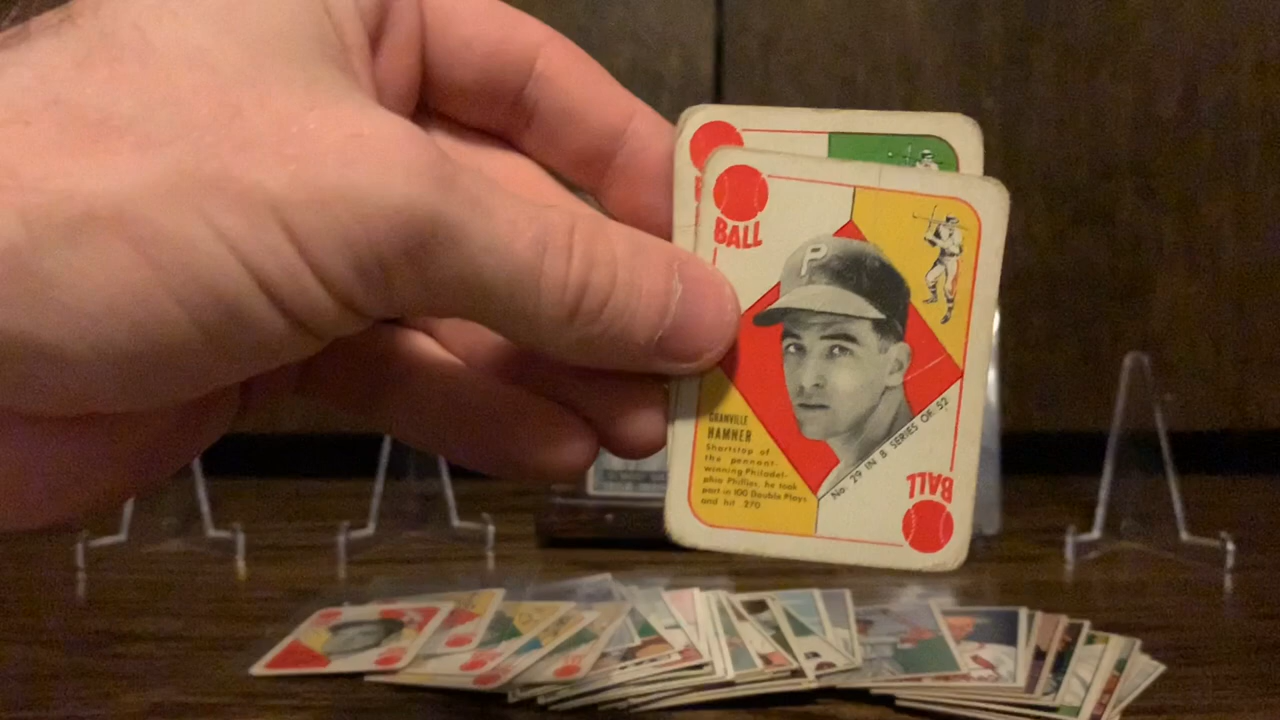 BALL
P
GRANVILLE
HAMNER
Shortstop of
the pennant-
winning Philadel-
phia Phillies, he took
part in 100 Double Plays
and hit .270
No. 29 IN B SERIES OF 52
BALL